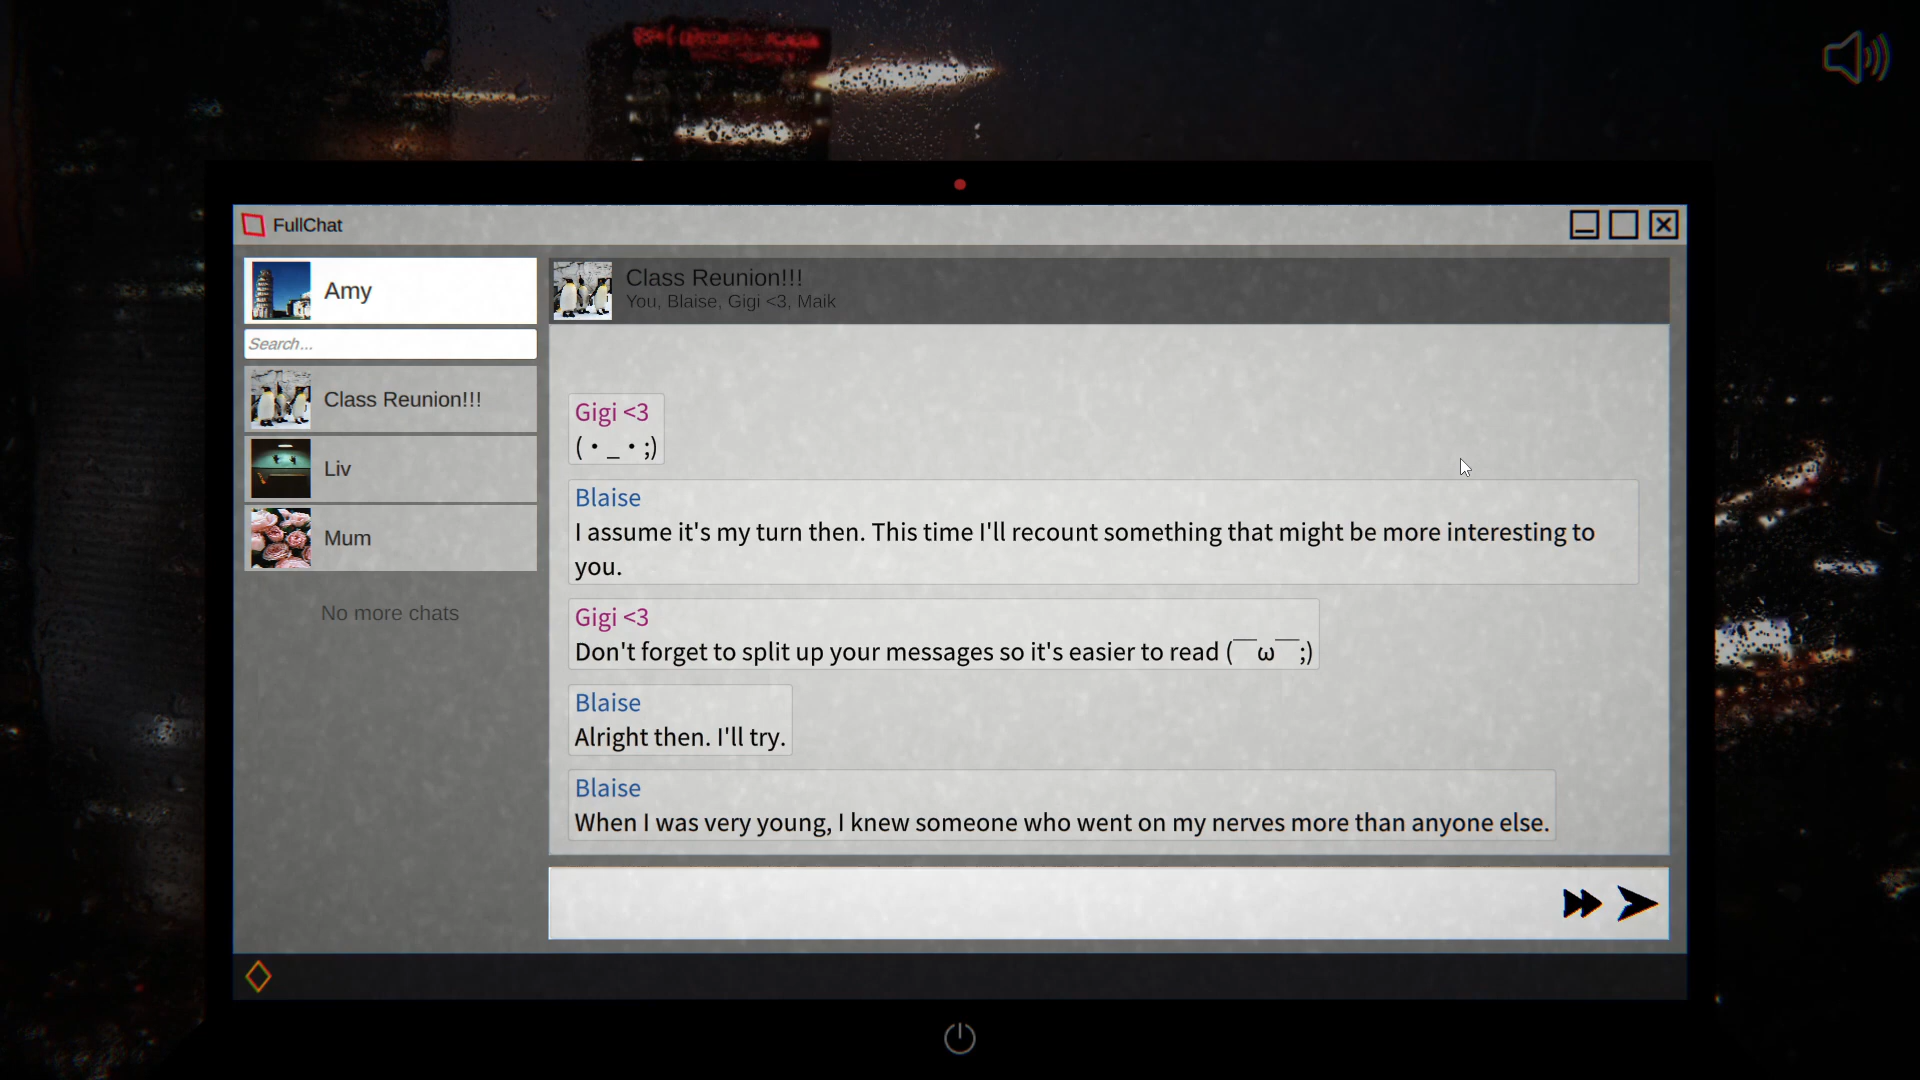 FullChat
Amy
Search...
Class Reunion!!!
Liv
Mum
No more chats
Class Reunion!!!
You, Blaise, Gigi <3, Maik
Gigi <3
( • _ • ;)
Blaise
I assume it's my turn then. This time I'll recount something that might be more interesting to
you.
Gigi <3
Don't forget to split up your messages so it's easier to read (￣ω￣;)
Blaise
Alright then. I'll try.
Blaise
When I was very young, I knew someone who went on my nerves more than anyone else.